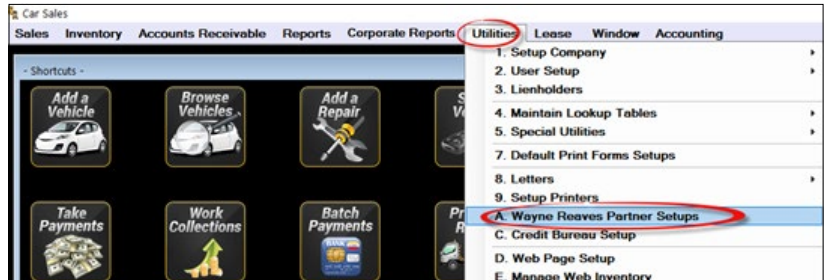 Car Sales
Sales Inventory Accounts Receivable Reports Corporate Reports Utilities Lease Window Accounting
- Shortcuts -
Add a
Vehicle
Browse
Vehicles
Add a
Repair
Take
Payments
Work
Collections
Batch
Payments
1. Setup Company
2. User Setup
3. Lienholders
4. Maintain Lookup Tables
5. Special Utilities
7. Default Print Forms Setups
8. Letters
9. Setup Printers
A. Wayne Reaves Partner Setups
C. Credit Bureau Setup
D. Web Page Setup
E. Manage Web Inventory